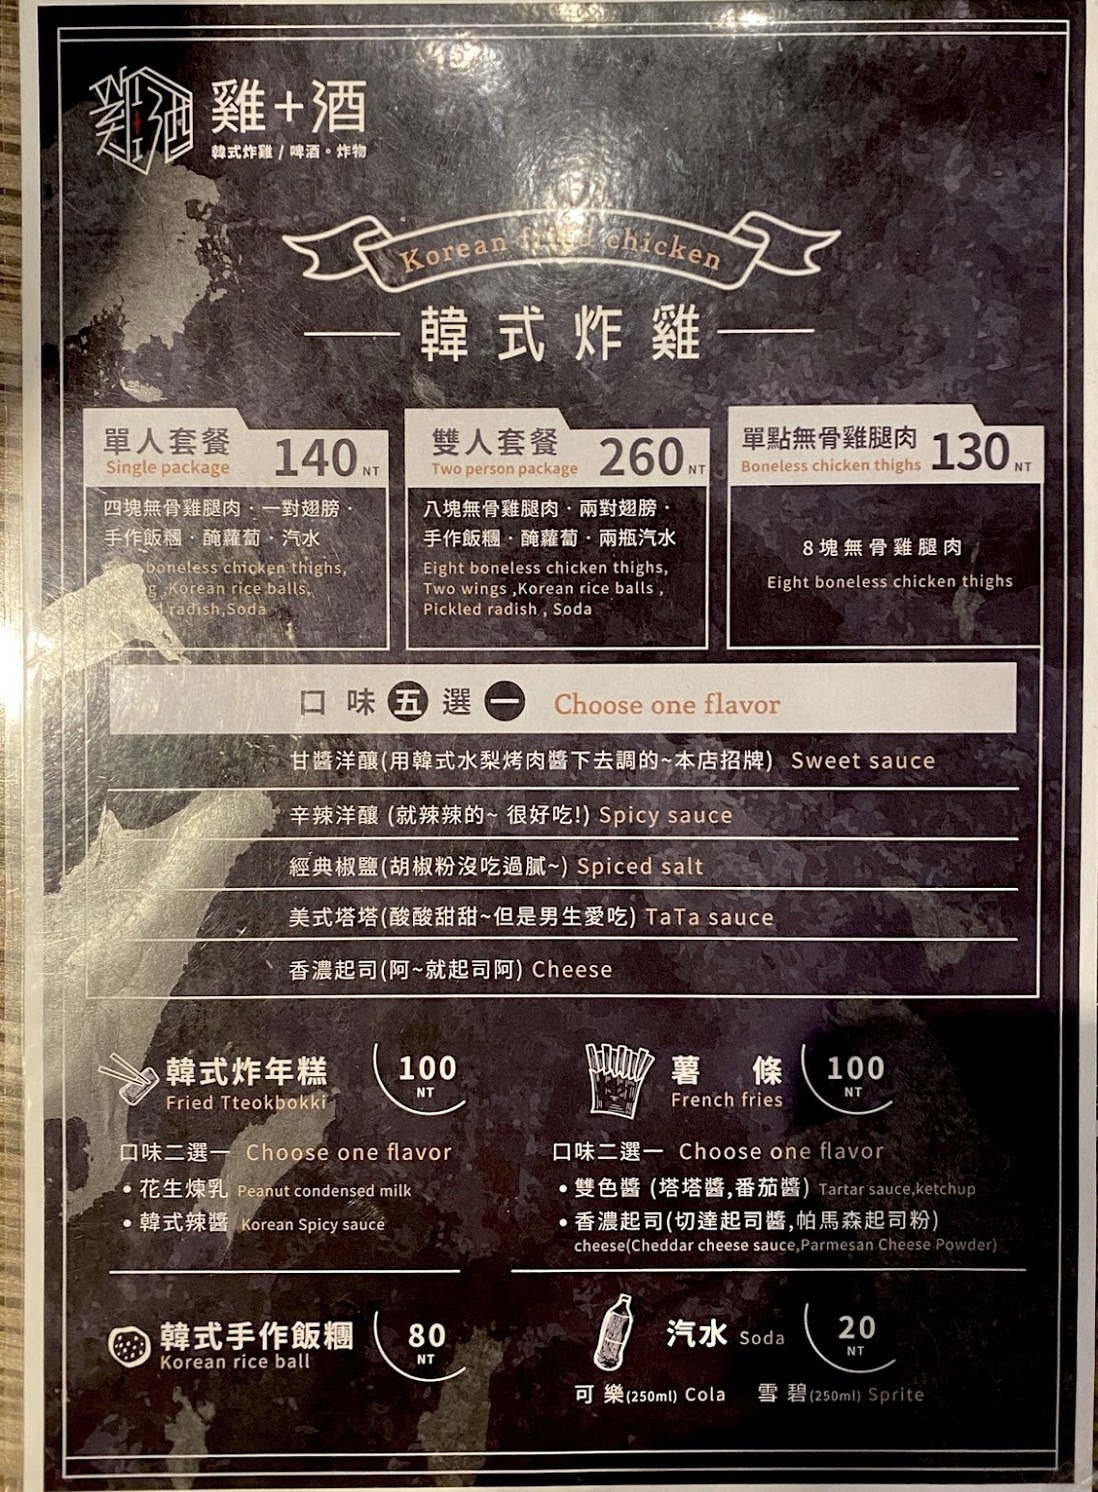 雞+酒
韓式炸雞 / 啤酒。炸物
Korean fried chicken
韓式炸雞
單人套餐 140 NT
Single package
四塊無骨雞腿肉·一對翅膀·
手作飯糰·醃蘿蔔·汽水
boneless chicken thighs,
,Korean rice balls,
radish,Soda
雙人套餐 260 NT
Two person package
八塊無骨雞腿肉·兩對翅膀·
手作飯糰·醃蘿蔔·兩瓶汽水
Eight boneless chicken thighs,
Two wings ,Korean rice balls ,
Pickled radish , Soda
單點無骨雞腿肉 130 NT
Boneless chicken thighs
8塊無骨雞腿肉
Eight boneless chicken thighs
口味五選一 Choose one flavor
甘醬洋釀(用韓式水梨烤肉醬下去調的~本店招牌) Sweet sauce
辛辣洋釀 (就辣辣的~ 很好吃!) Spicy sauce
經典椒鹽(胡椒粉沒吃過膩~) Spiced salt
美式塔塔(酸酸甜甜~但是男生愛吃) TaTa sauce
香濃起司(阿~就起司阿) Cheese
韓式炸年糕 100 NT
Fried Tteokbokki
口味二選一 Choose one flavor
• 花生煉乳 Peanut condensed milk
• 韓式辣醬 Korean Spicy sauce
薯條 100 NT
French fries
口味二選一 Choose one flavor
• 雙色醬 (塔塔醬,番茄醬) Tartar sauce,ketchup
• 香濃起司(切達起司醬,帕馬森起司粉)
cheese(Cheddar cheese sauce,Parmesan Cheese Powder)
韓式手作飯糰 80 NT
Korean rice ball
汽水 Soda 20 NT
可樂(250ml) Cola 雪碧(250ml) Sprite